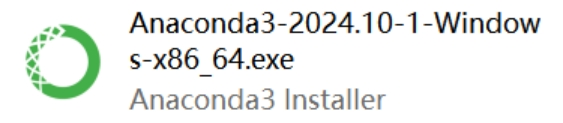 Anaconda3-2024.10-1-Window
s-x86_64.exe
Anaconda3 Installer